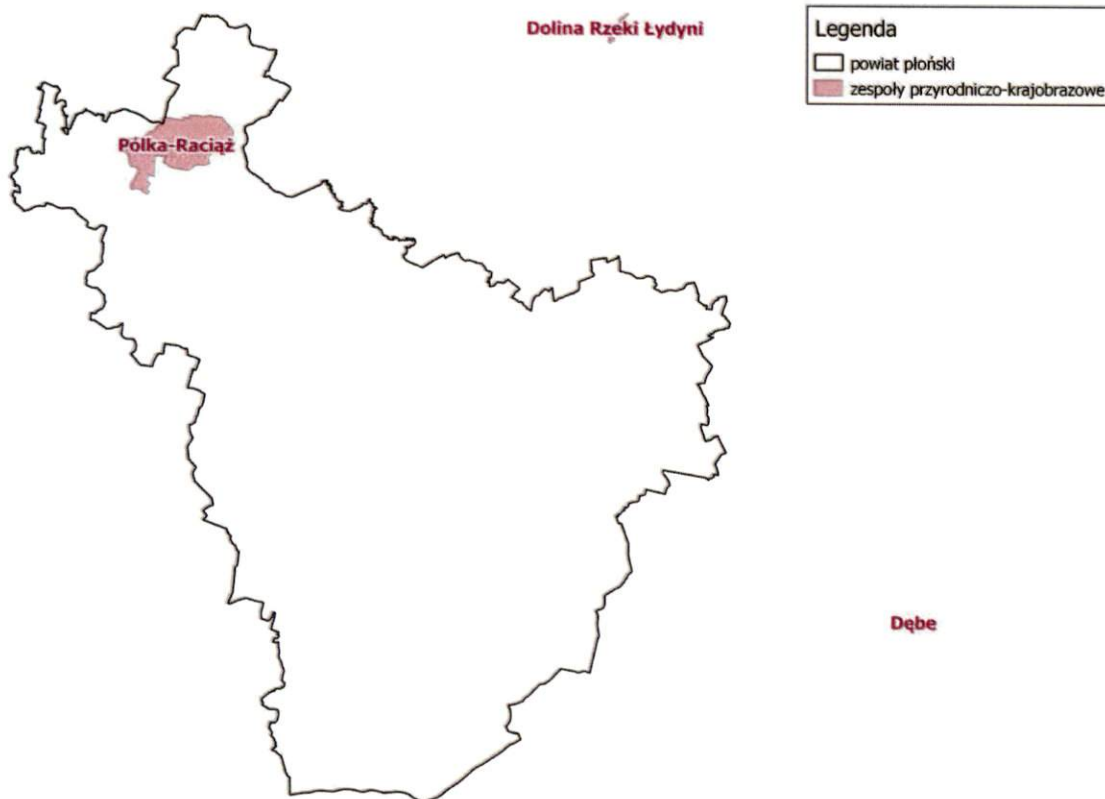 Dolina Rzeki Łydyni
Legenda
powiat płoński
zespoły przyrodniczo-krajobrazowe
Pólka-Raciąż
Dębe